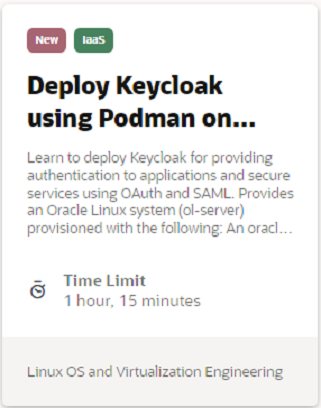 New IaaS
Deploy Keycloak
using Podman on...
Learn to deploy Keycloak for providing
authentication to applications and secure
services using OAuth and SAML. Provides
an Oracle Linux system (ol-server)
provisioned with the following: An oracl...
Time Limit
1 hour, 15 minutes
Linux OS and Virtualization Engineering